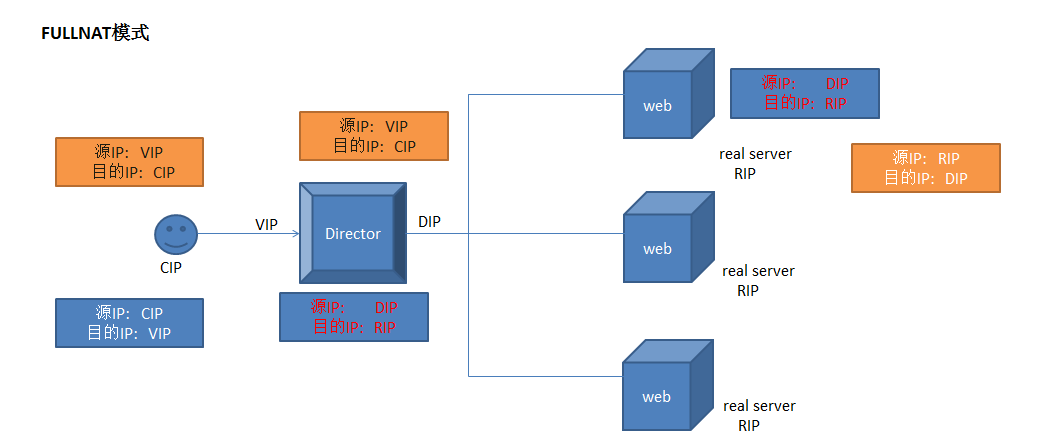 FULLNAT模式
源IP: VIP
目的IP: CIP
源IP: VIP
目的IP: CIP
web
源IP: DIP
目的IP: RIP
real server
RIP
源IP: RIP
目的IP: DIP
CIP
VIP
Director
DIP
web
real server
RIP
源IP: CIP
目的IP: VIP
源IP: DIP
目的IP: RIP
web
real server
RIP